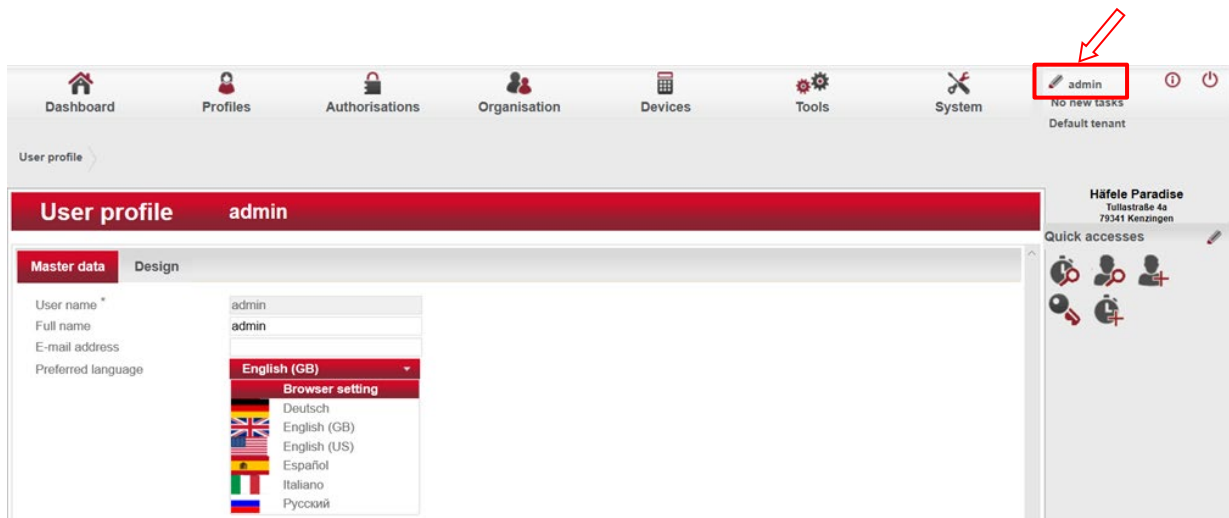 Dashboard
Profiles
Authorisations
Organisation
Devices
Tools
System
admin
No new tasks
Default tenant
User profile
User profile admin
Häfele Paradise
Tullastraße 4a
79341 Kenzingen
Quick accesses
Master data Design
User name * admin
Full name admin
E-mail address
Preferred language English (GB)
Browser setting
Deutsch
English (GB)
English (US)
Español
Italiano
Русский